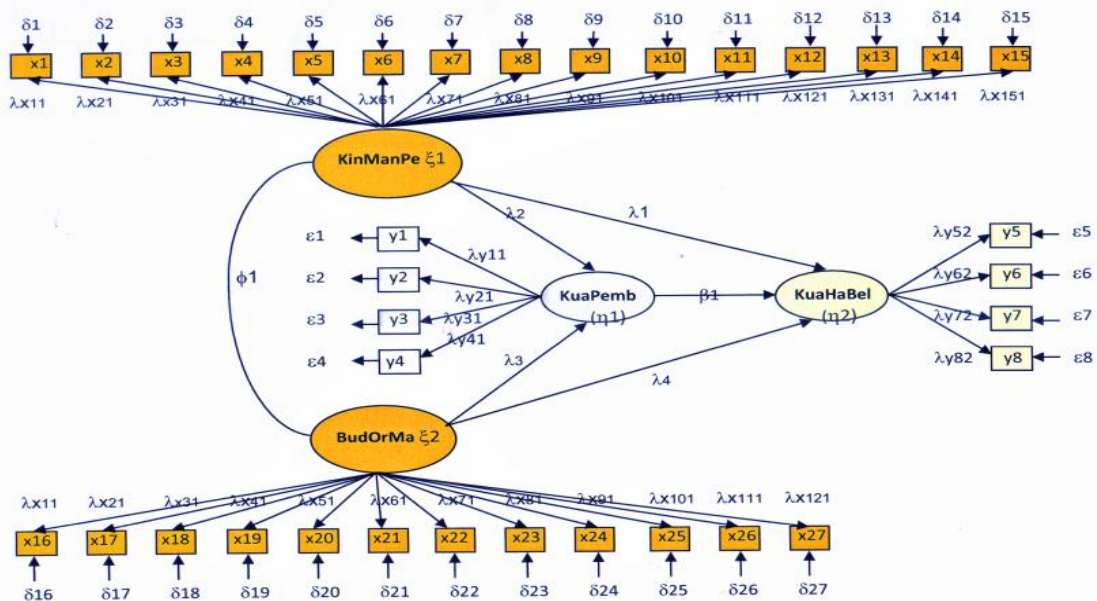 δ1 δ2 δ3 δ4 δ5 δ6 δ7 δ8 δ9 δ10 δ11 δ12 δ13 δ14 δ15
x1 x2 x3 x4 x5 x6 x7 x8 x9 x10 x11 x12 x13 x14 x15
λx11 λx21 λx31 λx41 λx51 λx61 λx71 λx81 λx91 λx101 λx111 λx121 λx131 λx141 λx151
KinManPe ξ1
λ2 λ1
ε1 y1 λy11 λy52 y5 ε5
ε2 y2 λy21 λy62 y6 ε6
ϕ1 KuaPemb β1 KuaHaBel
(η1) (η2)
ε3 y3 λy31 λy72 y7 ε7
ε4 y4 λy41 λy82 y8 ε8
λ3 λ4
BudOrMa ξ2
λx11 λx21 λx31 λx41 λx51 λx61 λx71 λx81 λx91 λx101 λx111 λx121
x16 x17 x18 x19 x20 x21 x22 x23 x24 x25 x26 x27
δ16 δ17 δ18 δ19 δ20 δ21 δ22 δ23 δ24 δ25 δ26 δ27